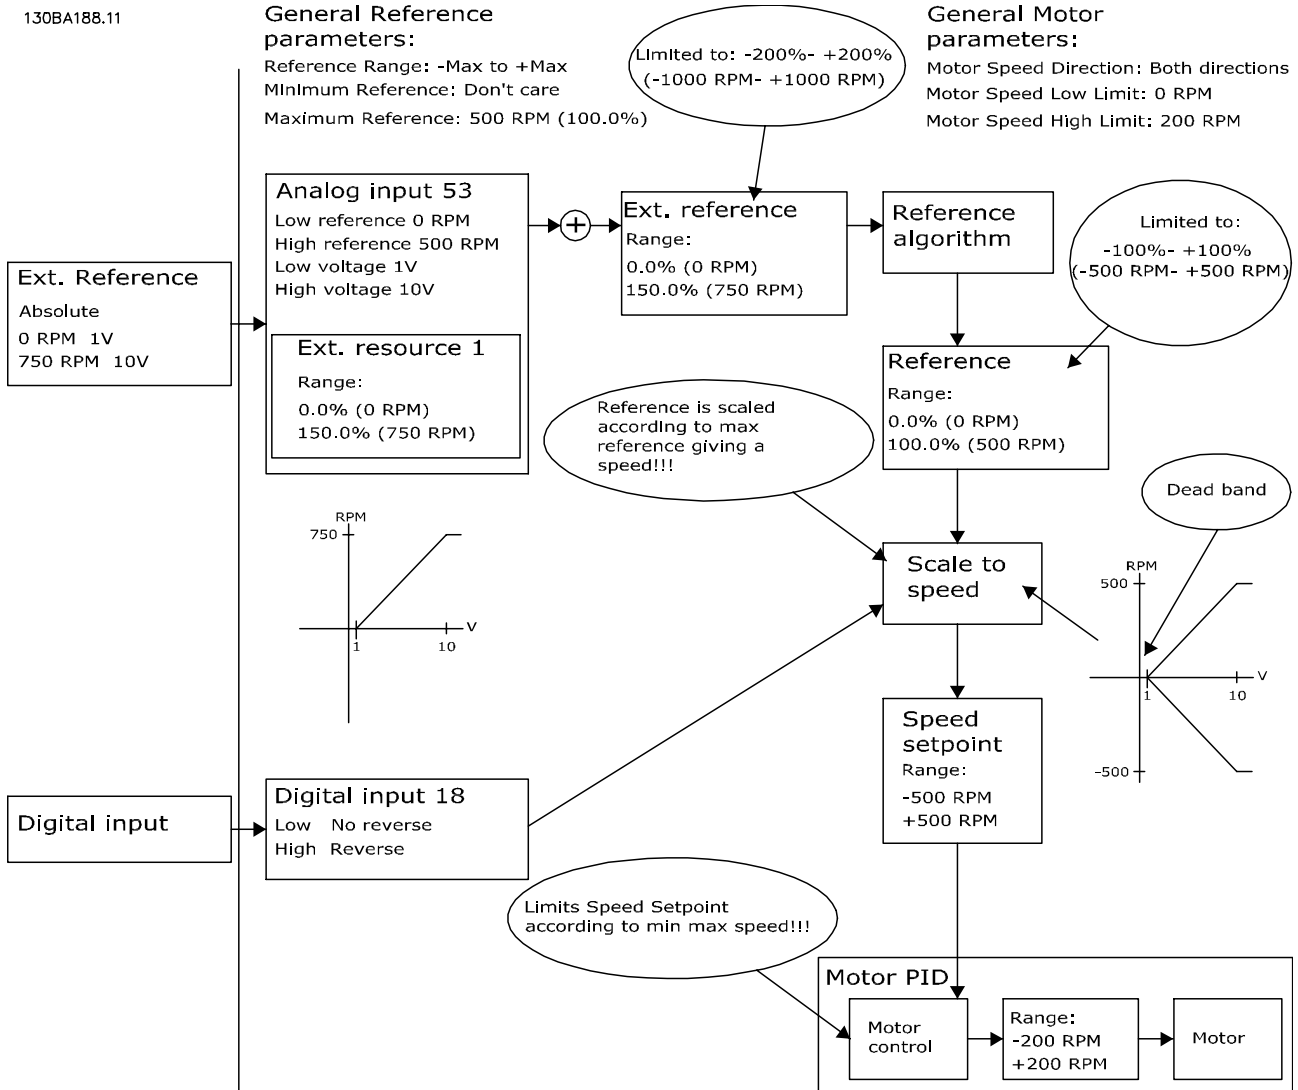 130BA188.11
General Reference
parameters:
Reference Range: -Max to +Max
Minimum Reference: Don't care
Maximum Reference: 500 RPM (100.0%)
Limited to: -200%- +200%
(-1000 RPM- +1000 RPM)
General Motor
parameters:
Motor Speed Direction: Both directions
Motor Speed Low Limit: 0 RPM
Motor Speed High Limit: 200 RPM
Ext. Reference
Absolute
0 RPM 1V
750 RPM 10V
Analog input 53
Low reference 0 RPM
High reference 500 RPM
Low voltage 1V
High voltage 10V
Ext. resource 1
Range:
0.0% (0 RPM)
150.0% (750 RPM)
+
Ext. reference
Range:
0.0% (0 RPM)
150.0% (750 RPM)
Reference
algorithm
Limited to:
-100%- +100%
(-500 RPM- +500 RPM)
Reference
Range:
0.0% (0 RPM)
100.0% (500 RPM)
Reference is scaled
according to max
reference giving a
speed!!!
Dead band
RPM
750
V
1
10
Scale to
speed
RPM
500
V
1
10
-500
Speed
setpoint
Range:
-500 RPM
+500 RPM
Digital input
Digital input 18
Low No reverse
High Reverse
Limits Speed Setpoint
according to min max speed!!!
Motor PID
Motor
control
Range:
-200 RPM
+200 RPM
Motor